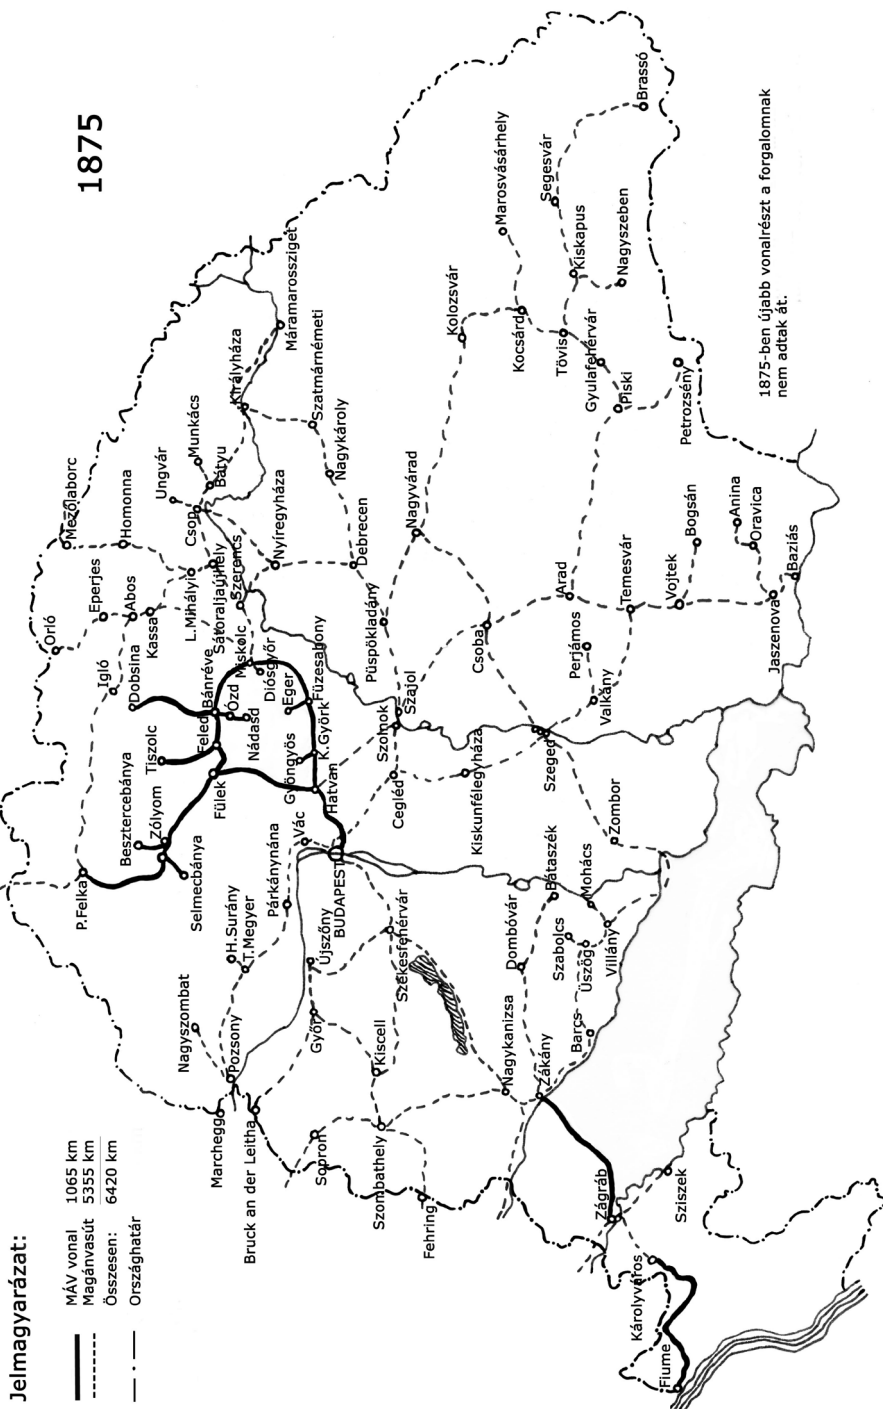 1875
Jelmagyarázat:
MÁV vonal 1065 km
Magánvasút 5355 km
Összesen: 6420 km
Országhatár
1875-ben újabb vonalrészt a forgalomnak
nem adtak át.
Orló
Mezőlaborc
Eperjes
Homonna
Abos
Igló
Dobsina
Kassa
L.Mihályi
Sátoraljaújhely
Szerencs
Ungvár
Munkács
Csop
Bátyu
Királyháza
Máramarossziget
Szatmárnémeti
Nagykároly
Nyíregyháza
Debrecen
P.Felka
Besztercebánya
Zólyom
Tiszolc
Selmecbánya
Fülek
Feled
Bánréve
Ózd
Nádasd
Miskolc
Diósgyőr
Eger
Füzesabony
K.Györk
Gyöngyös
Hatvan
Vác
Párkánynána
H.Surány
T.Megyer
Nagyszombat
Pozsony
Marchegg
Bruck an der Leitha
Újszőny
BUDAPEST
Győr
Kiscell
Székesfehérvár
Sopron
Szombathely
Fehring
Szolnok
Szajol
Cegléd
Kiskunfélegyháza
Püspökladány
Nagyvárad
Kolozsvár
Marosvásárhely
Kocsárd
Segesvár
Brassó
Kiskapus
Nagyszeben
Tövis
Gyulafehérvár
Piski
Petrozsény
Csoba
Arad
Szeged
Perjámos
Valkány
Temesvár
Vojtek
Bogsán
Anina
Oravica
Jaszenova
Baziás
Zombor
Bátaszék
Mohács
Dombóvár
Szabolcs
Üszög
Villány
Barcs
Nagykanizsa
Zákány
Zágráb
Sziszek
Károlyváros
Fiume